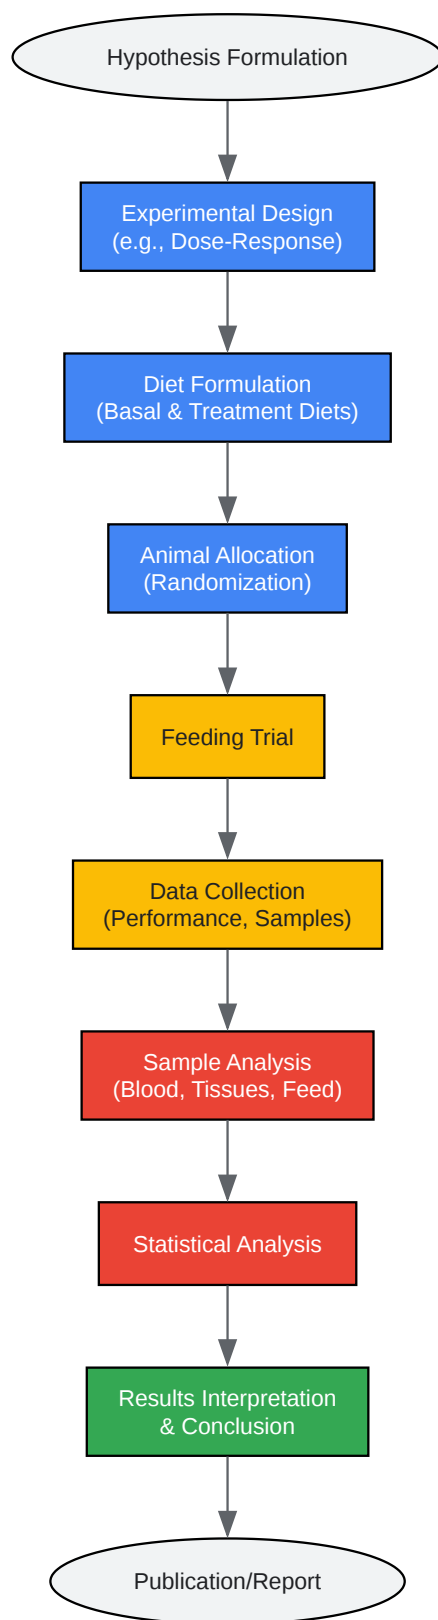 Hypothesis Formulation
Experimental Design
(e.g., Dose-Response)
Diet Formulation
(Basal & Treatment Diets)
Animal Allocation
(Randomization)
Feeding Trial
Data Collection
(Performance, Samples)
Sample Analysis
(Blood, Tissues, Feed)
Statistical Analysis
Results Interpretation
& Conclusion
Publication/Report